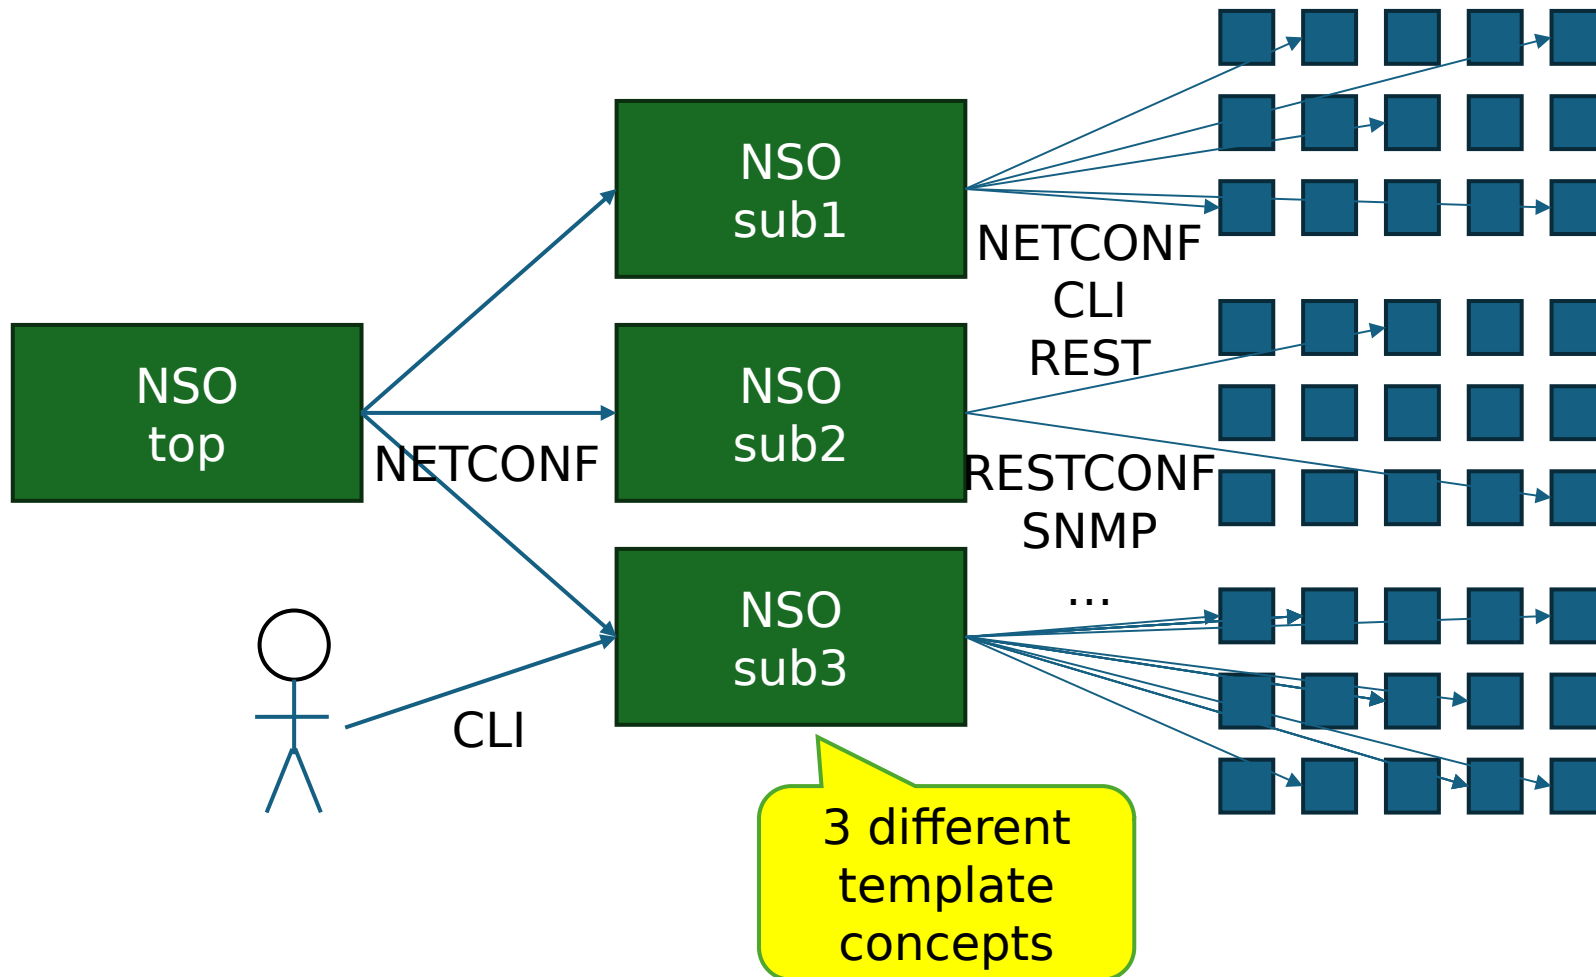 NSO
top
NETCONF
CLI
NSO
sub1
NSO
sub2
NSO
sub3
NETCONF
CLI
REST
RESTCONF
SNMP
...
3 different
template
concepts